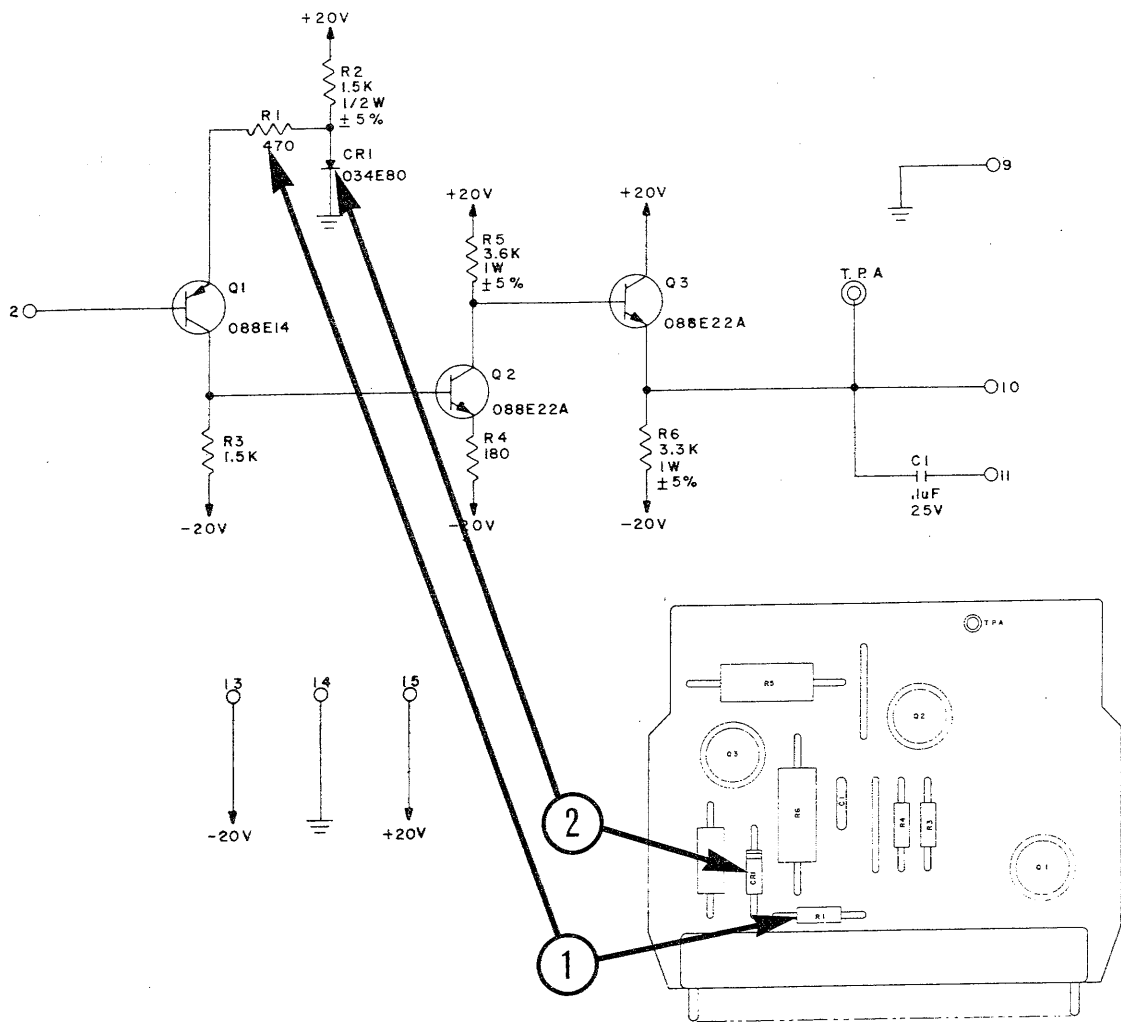 +20V
R2
1.5K
1/2W
±5%
R1
470
CR1
034E80
9
+20V
+20V
R5
3.6K
1W
±5%
T.P.A
Q1
Q3
2
088E14
088E22A
Q2
088E22A
10
R3
1.5K
R4
180
R6
3.3K
1W
±5%
C1
.1uF
25V
11
-20V
-20V
-20V
T.P.A
13
14
15
-20V
+20V
R5
Q2
Q3
R6
C1
R4
R3
CR1
Q1
R1
2
1